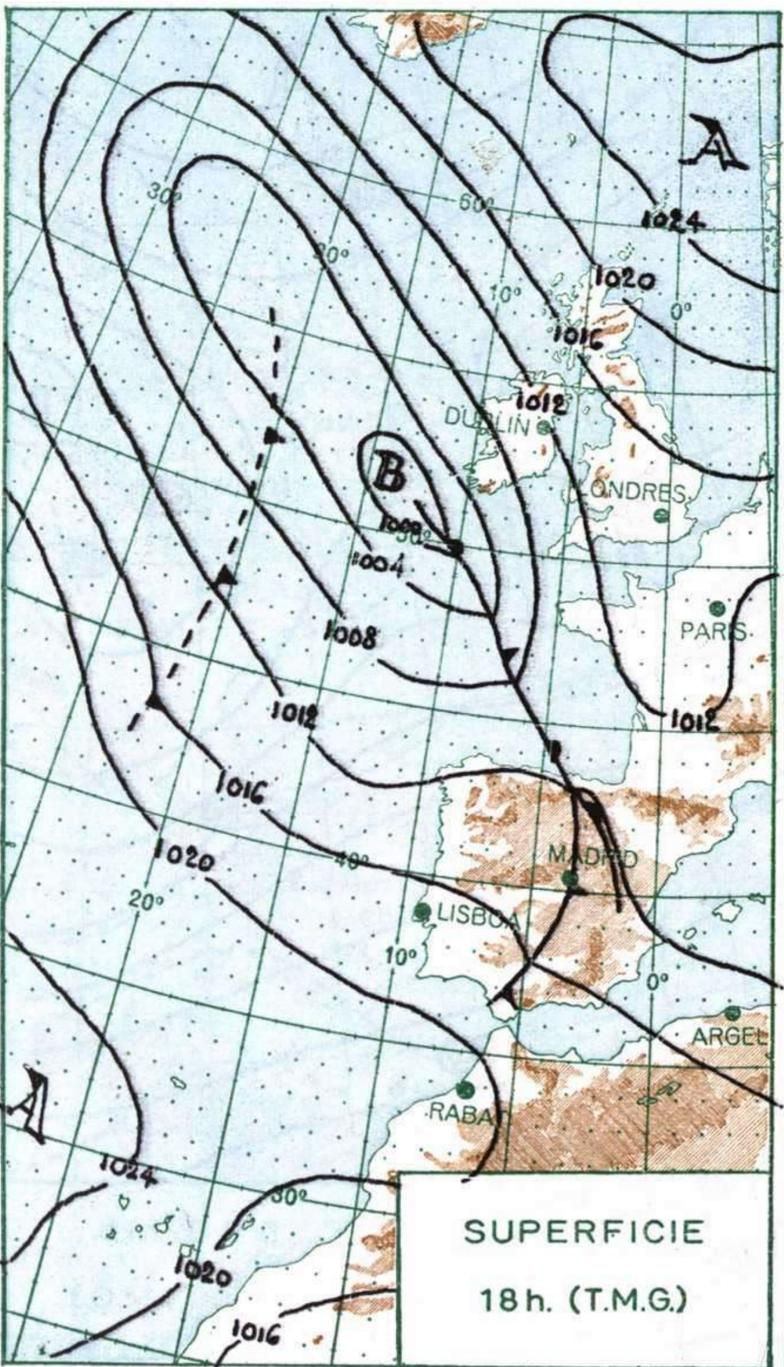 A
30°
60°
1024
20°
1020
10°
0°
1016
1012
DUBLIN
B
LONDRES
1000
50°
1004
PARIS
1008
1012
1012
1016
MADRID
1020
40°
20°
LISBOA
10°
0°
ARGEL
A
RABAT
1024
30°
1020
1016
SUPERFICIE
18h. (T.M.G.)